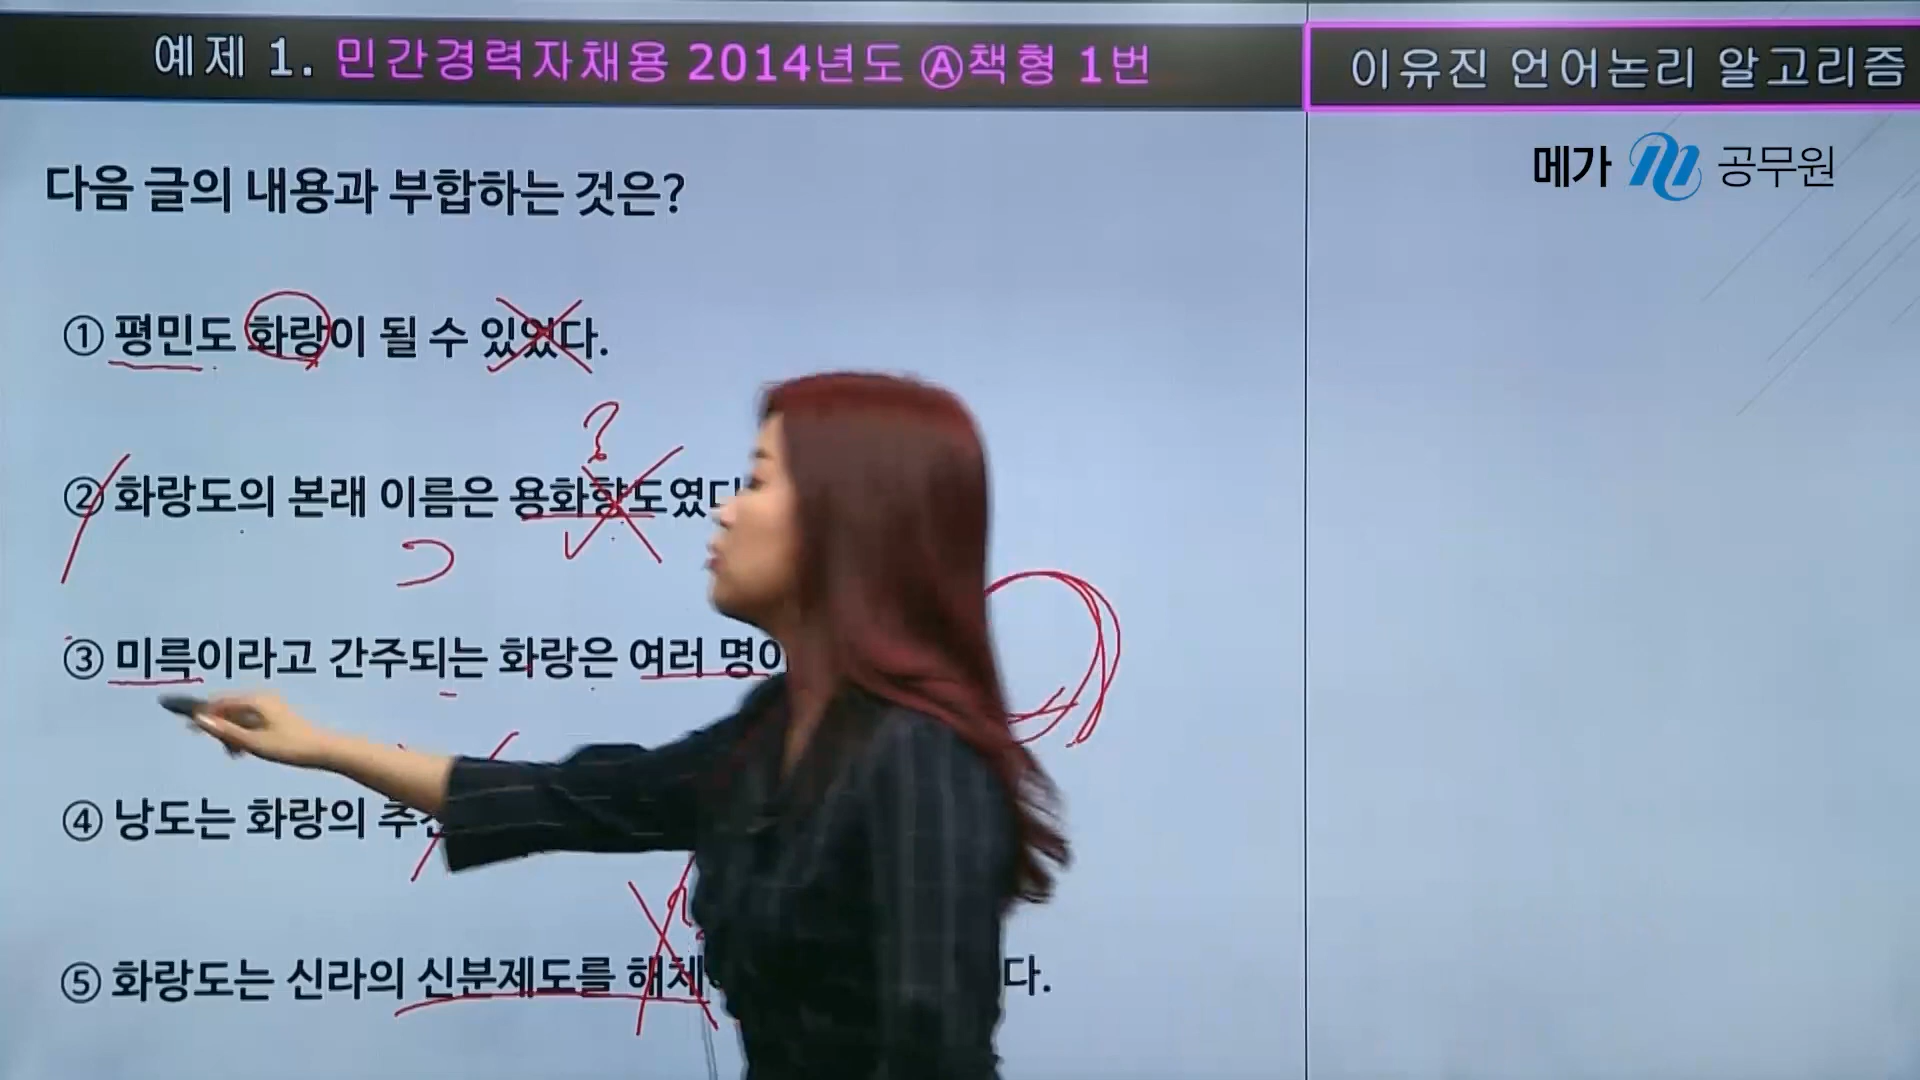 예제 1. 민간경력자채용 2014년도 Ⓐ책형 1번
이유진 언어논리 알고리즘
메가 공무원
다음 글의 내용과 부합하는 것은?
① 평민도 화랑이 될 수 있었다.
② 화랑도의 본래 이름은 용화향도였다
③ 미륵이라고 간주되는 화랑은 여러 명이
④ 낭도는 화랑의
⑤ 화랑도는 신라의 신분제도를 해체 다.